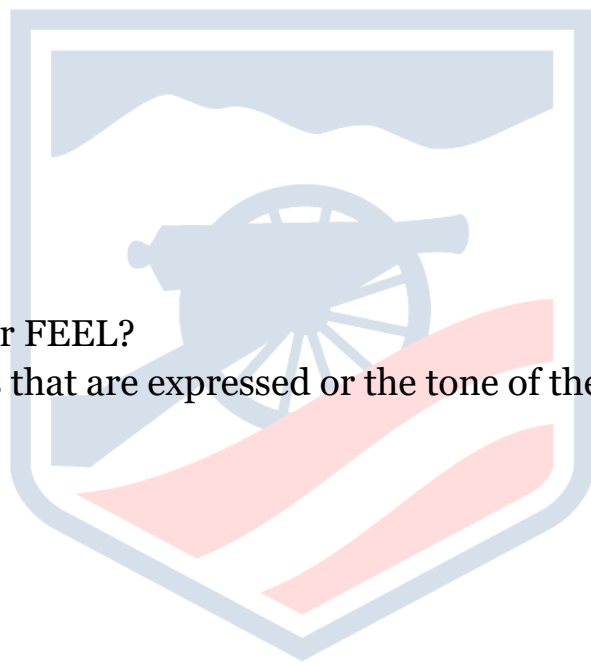 r FEEL?
that are expressed or the tone of the